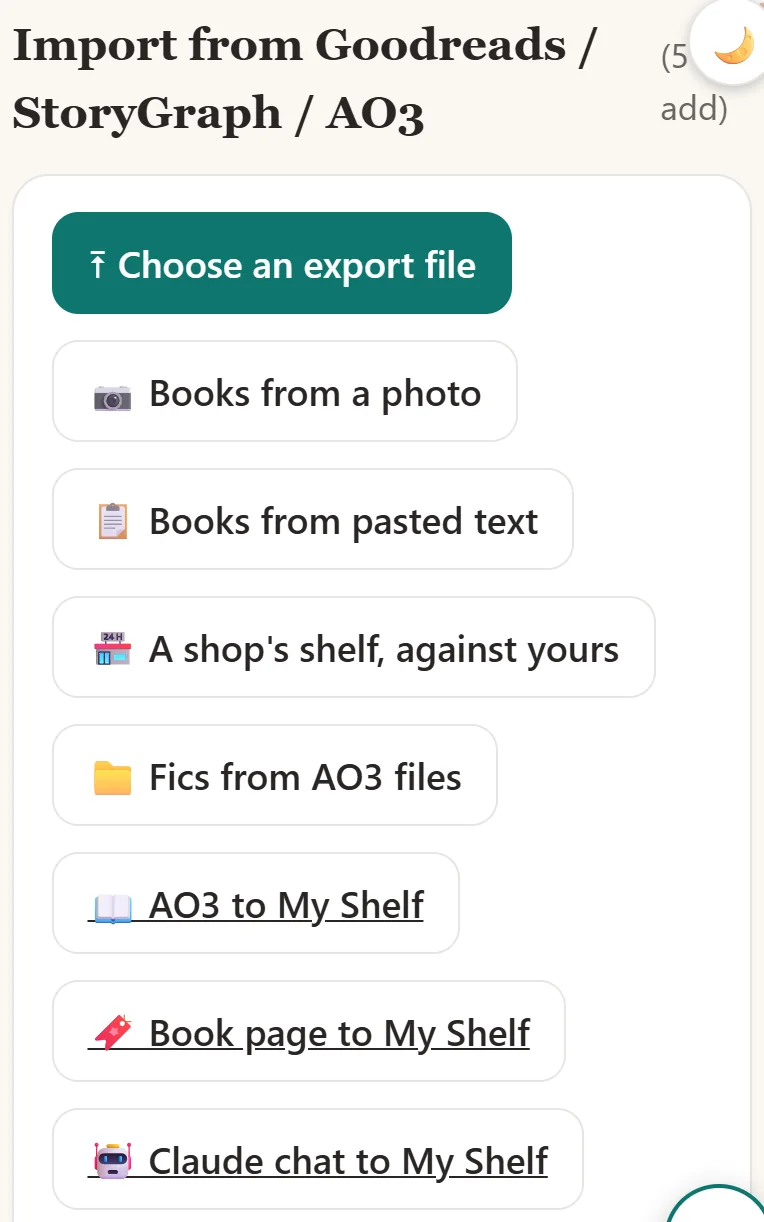 Import from Goodreads /
StoryGraph / AO3
(5
add)
Choose an export file
Books from a photo
24H
Books from pasted text
A shop's shelf, against yours
Fics from AO3 files
AO3 to My Shelf
Book page to My Shelf
Claude chat to My Shelf